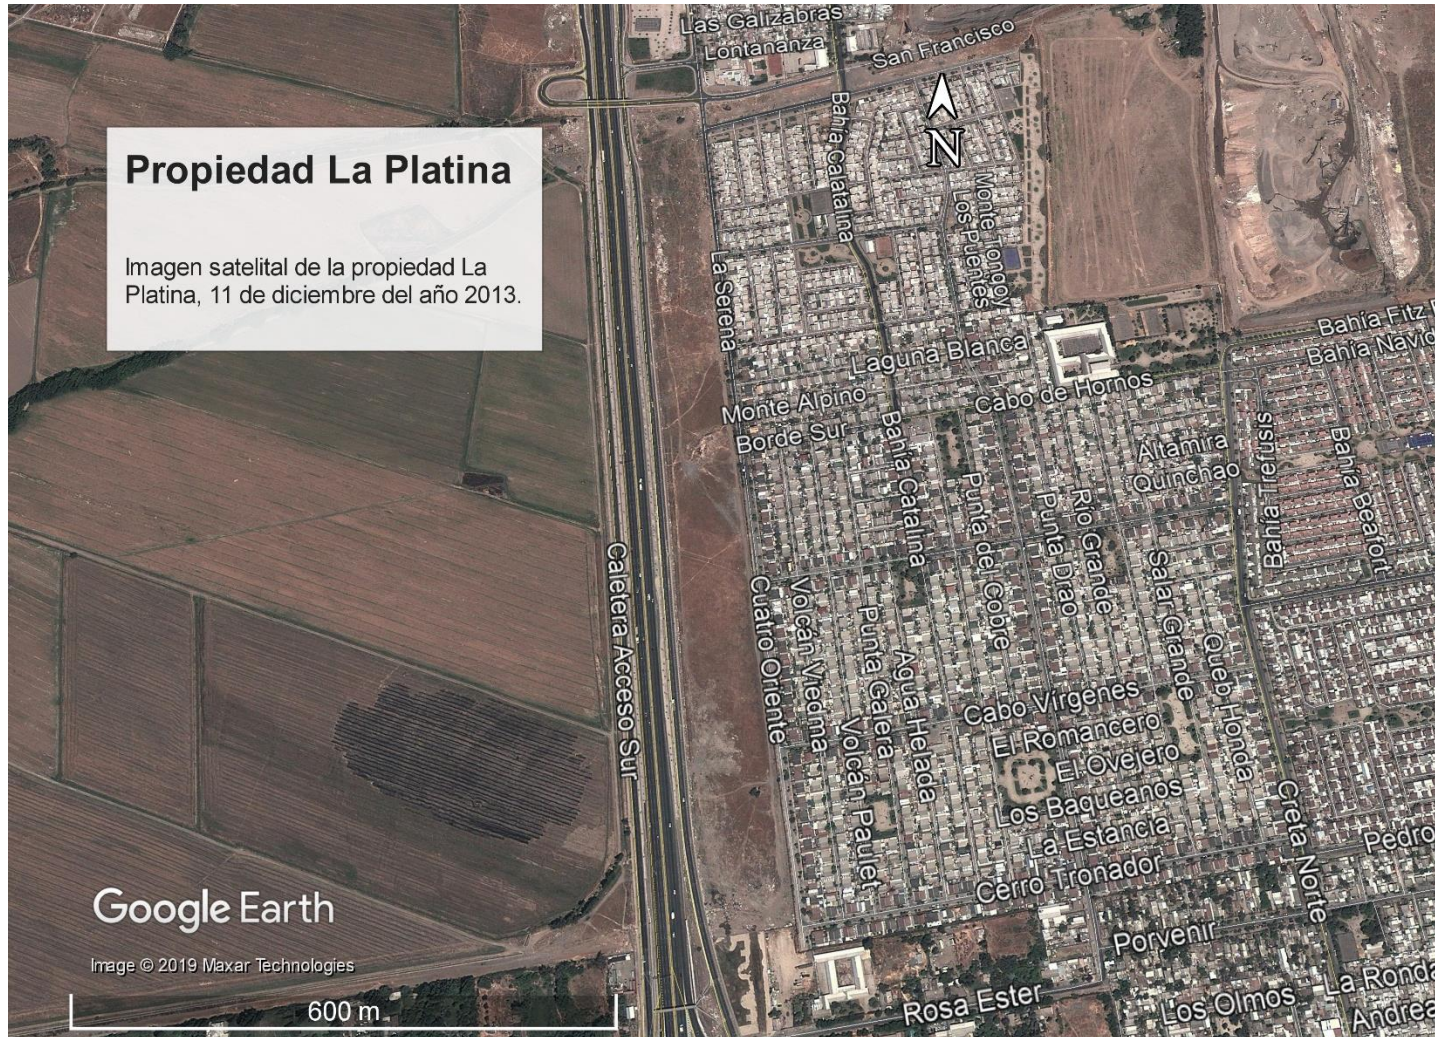 Las Galizabras
Lontananza
San Francisco
N
Propiedad La Platina
Imagen satelital de la propiedad La
Platina, 11 de diciembre del año 2013.
Bahía Catalina
Monte Tongoy
Los Plentes
La Serena
Bahía Fitz
Bahía Navio
Laguna Blanca
Cabo de Hornos
Monte Alpino
Borde Sur
Bahía Catalina
Altamira
Quinchao
Bahía Trefusis
Bahía Beafort
Punta de Cobre
Punta Drao
Río Grande
Caletera Acceso Sur
Cuatro Oriente
Volcán Viedma
Punta Galera
Agua Helada
Salar Grande
Queb Honda
Cabo Vírgenes
El Romancero
El Ovejero
Los Baqueanos
La Estancia
Cerro Tronador
Volcán Paulet
Creta Norte
Pedro
Google Earth
Image © 2019 Maxar Technologies
600 m
Porvenir
Rosa Ester
Los Olmos
La Ronda
Andrea